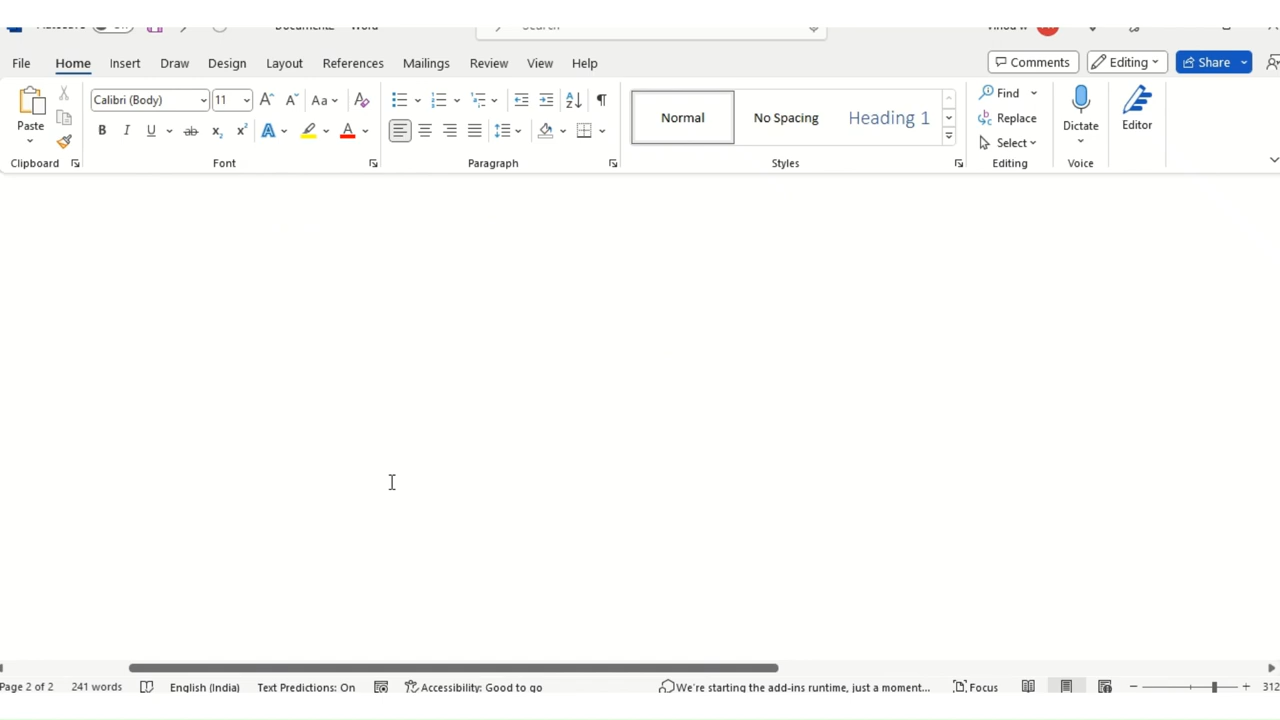 File Home Insert Draw Design Layout References Mailings Review View Help Comments Editing Share
Calibri (Body) 11 Aa
Normal No Spacing Heading 1
Find
Replace
Select
Paste
Dictate
Editor
Clipboard Font Paragraph Styles Editing Voice
Page 2 of 2 241 words English (India) Text Predictions: On Accessibility: Good to go We're starting the add-ins runtime, just a moment... Focus 312